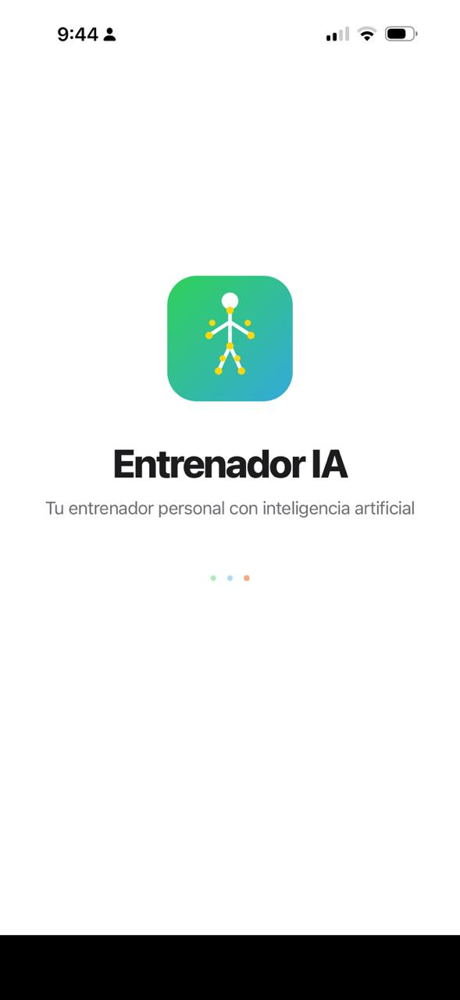 9:44
Entrenador IA
Tu entrenador personal con inteligencia artificial